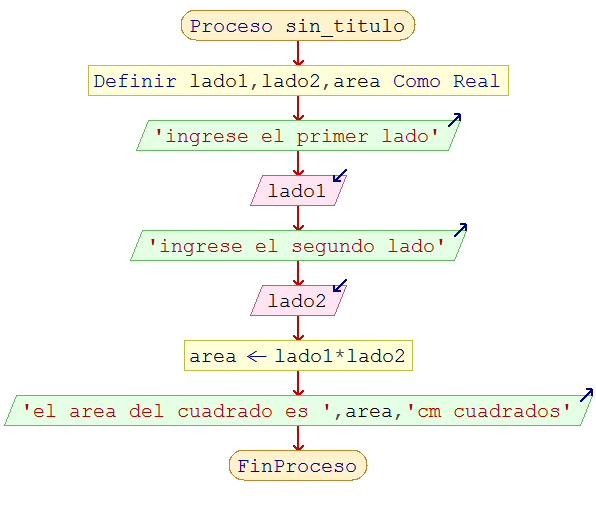 Proceso sin_titulo
Definir lado1,lado2,area Como Real
'ingrese el primer lado'
lado1
'ingrese el segundo lado'
lado2
area ← lado1*lado2
'el area del cuadrado es ',area,'cm cuadrados'
FinProceso